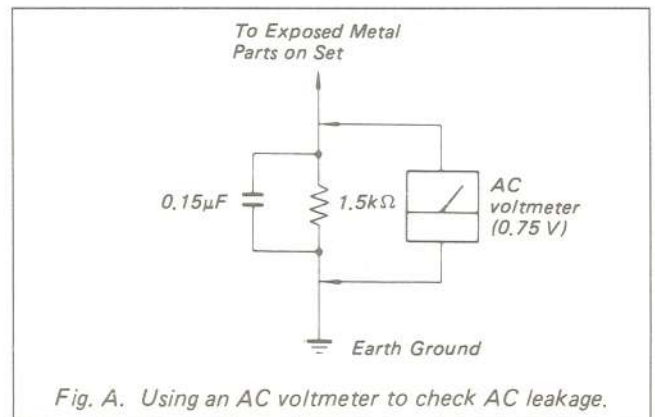 To Exposed Metal
Parts on Set
0.15µF
1.5kΩ
AC
voltmeter
(0.75 V)
Earth Ground
Fig. A. Using an AC voltmeter to check AC leakage.